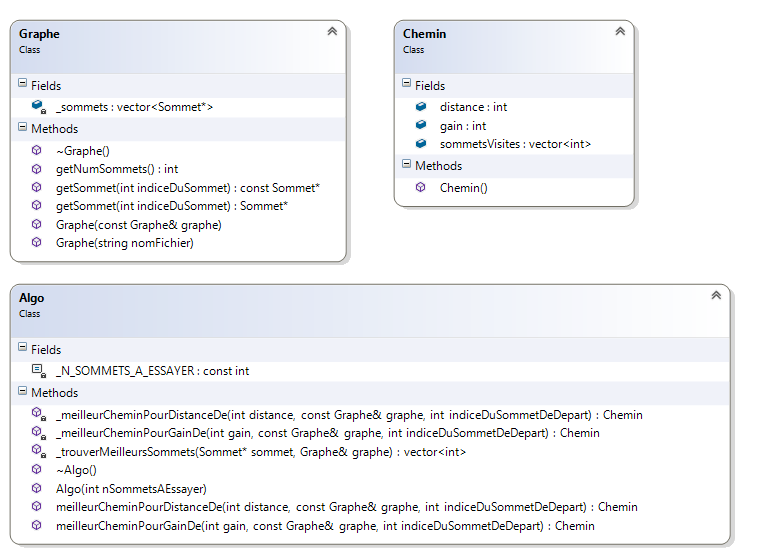 Graphe
Class
Fields
_sommets : vector<Sommet*>
Methods
~Graphe()
getNumSommets() : int
getSommet(int indiceDuSommet) : const Sommet*
getSommet(int indiceDuSommet) : Sommet*
Graphe(const Graphe& graphe)
Graphe(string nomFichier)
Chemin
Class
Fields
distance : int
gain : int
sommetsVisites : vector<int>
Methods
Chemin()
Algo
Class
Fields
_N_SOMMETS_A_ESSAYER : const int
Methods
_meilleurCheminPourDistanceDe(int distance, const Graphe& graphe, int indiceDuSommetDeDepart) : Chemin
_meilleurCheminPourGainDe(int gain, const Graphe& graphe, int indiceDuSommetDeDepart) : Chemin
_trouverMeilleursSommets(Sommet* sommet, Graphe& graphe) : vector<int>
~Algo()
Algo(int nSommetsAEssayer)
meilleurCheminPourDistanceDe(int distance, const Graphe& graphe, int indiceDuSommetDeDepart) : Chemin
meilleurCheminPourGainDe(int gain, const Graphe& graphe, int indiceDuSommetDeDepart) : Chemin